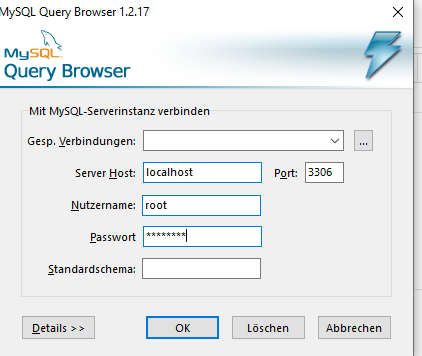 MySQL Query Browser 1.2.17
MySQL
Query Browser
Mit MySQL-Serverinstanz verbinden
Gesp. Verbindungen:
...
Server Host: localhost Port: 3306
Nutzername: root
Passwort ********
Standardschema:
Details >> OK Löschen Abbrechen